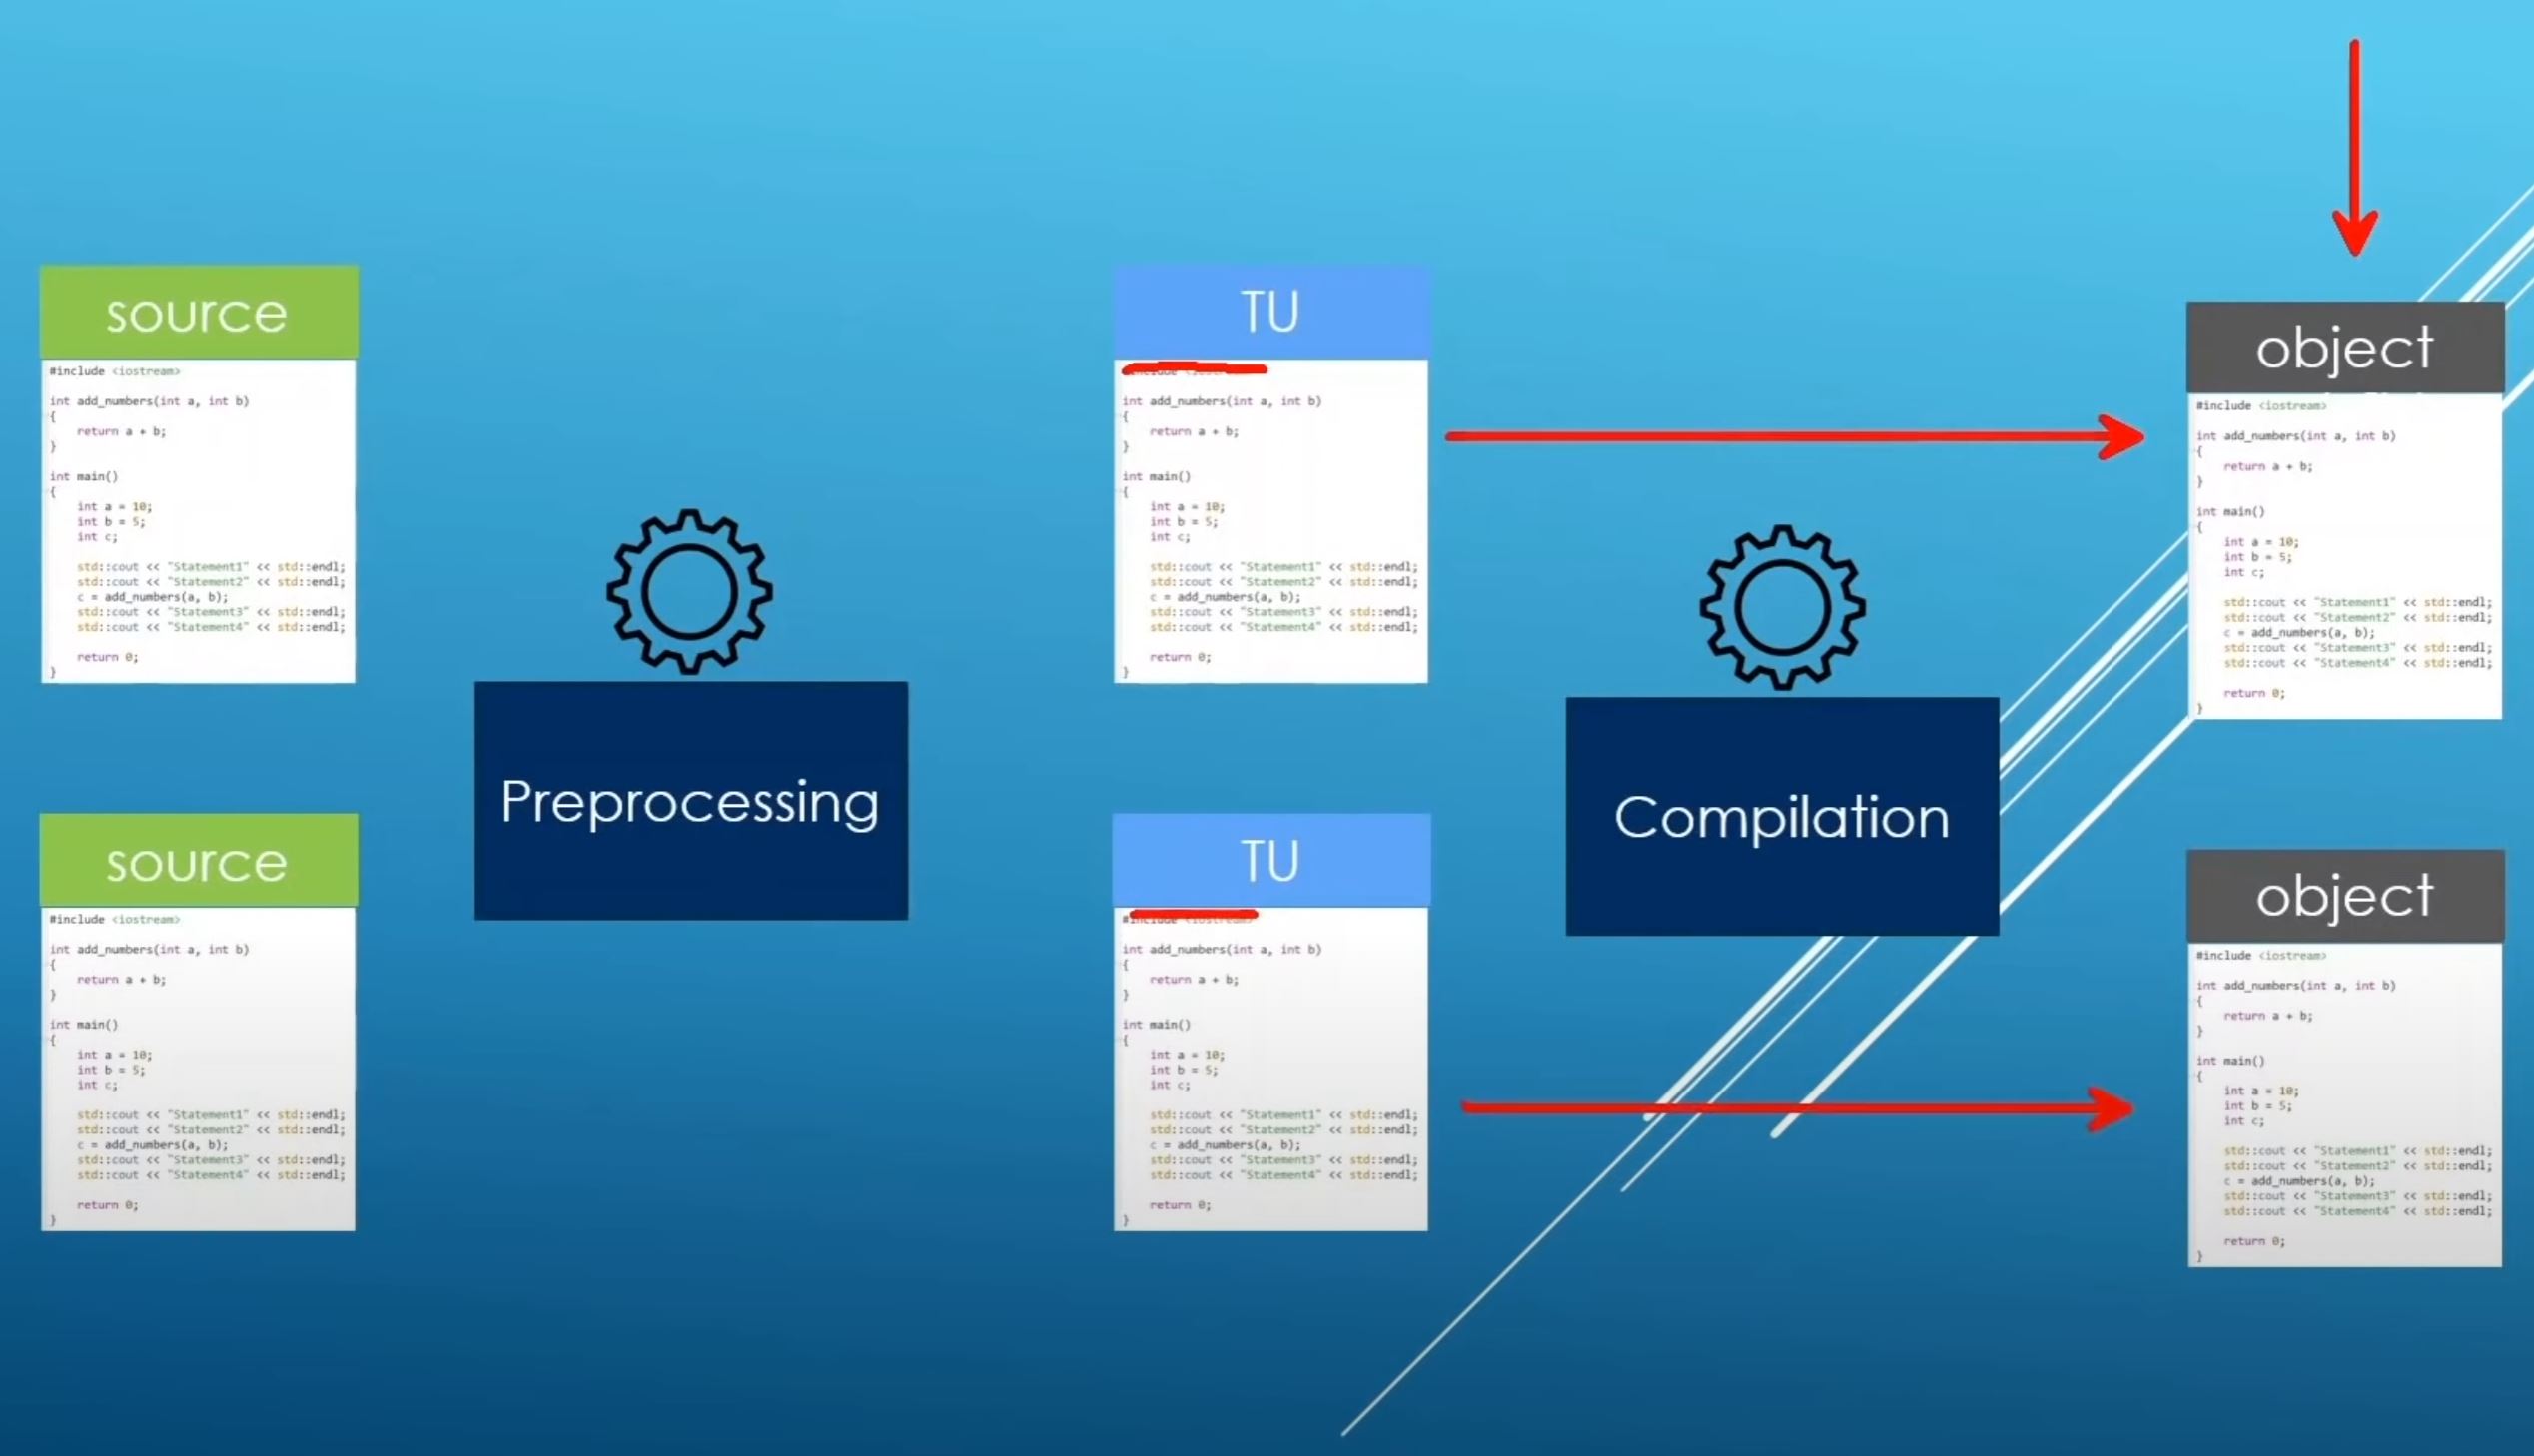 source
#include <iostream>
int add_numbers(int a, int b)
{
return a + b;
}
int main()
{
int a = 10;
int b = 5;
int c;
std::cout << "Statement1" << std::endl;
std::cout << "Statement2" << std::endl;
c = add_numbers(a, b);
std::cout << "Statement3" << std::endl;
std::cout << "Statement4" << std::endl;
return 0;
}
source
#include <iostream>
int add_numbers(int a, int b)
{
return a + b;
}
int main()
{
int a = 10;
int b = 5;
int c;
std::cout << "Statement1" << std::endl;
std::cout << "Statement2" << std::endl;
c = add_numbers(a, b);
std::cout << "Statement3" << std::endl;
std::cout << "Statement4" << std::endl;
return 0;
}
Preprocessing
TU
#include <iostream>
int add_numbers(int a, int b)
{
return a + b;
}
int main()
{
int a = 10;
int b = 5;
int c;
std::cout << "Statement1" << std::endl;
std::cout << "Statement2" << std::endl;
c = add_numbers(a, b);
std::cout << "Statement3" << std::endl;
std::cout << "Statement4" << std::endl;
return 0;
}
TU
#include <iostream>
int add_numbers(int a, int b)
{
return a + b;
}
int main()
{
int a = 10;
int b = 5;
int c;
std::cout << "Statement1" << std::endl;
std::cout << "Statement2" << std::endl;
c = add_numbers(a, b);
std::cout << "Statement3" << std::endl;
std::cout << "Statement4" << std::endl;
return 0;
}
Compilation
object
#include <iostream>
int add_numbers(int a, int b)
{
return a + b;
}
int main()
{
int a = 10;
int b = 5;
int c;
std::cout << "Statement1" << std::endl;
std::cout << "Statement2" << std::endl;
c = add_numbers(a, b);
std::cout << "Statement3" << std::endl;
std::cout << "Statement4" << std::endl;
return 0;
}
object
#include <iostream>
int add_numbers(int a, int b)
{
return a + b;
}
int main()
{
int a = 10;
int b = 5;
int c;
std::cout << "Statement1" << std::endl;
std::cout << "Statement2" << std::endl;
c = add_numbers(a, b);
std::cout << "Statement3" << std::endl;
std::cout << "Statement4" << std::endl;
return 0;
}